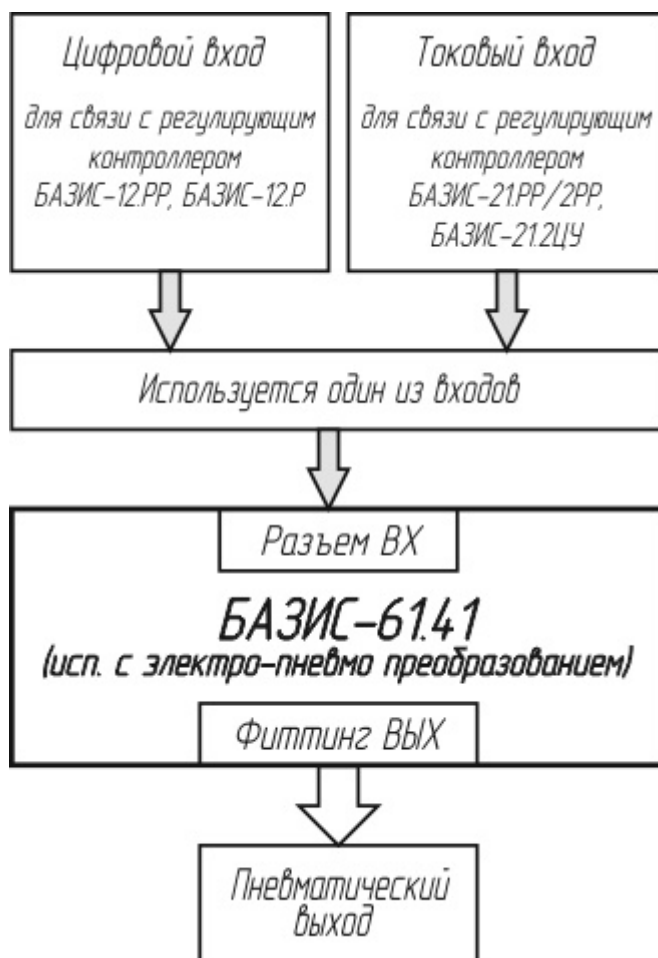 Цифровой вход
для связи с регулирующим
контроллером
БАЗИС-12.РР, БАЗИС-12.Р
Токовый вход
для связи с регулирующим
контроллером
БАЗИС-21.РР/2РР,
БАЗИС-21.2ЦУ
Используется один из входов
Разъем ВХ
БАЗИС-61.41
(исп. с электро-пневмо преобразованием)
Фиттинг ВЫХ
Пневматический
выход